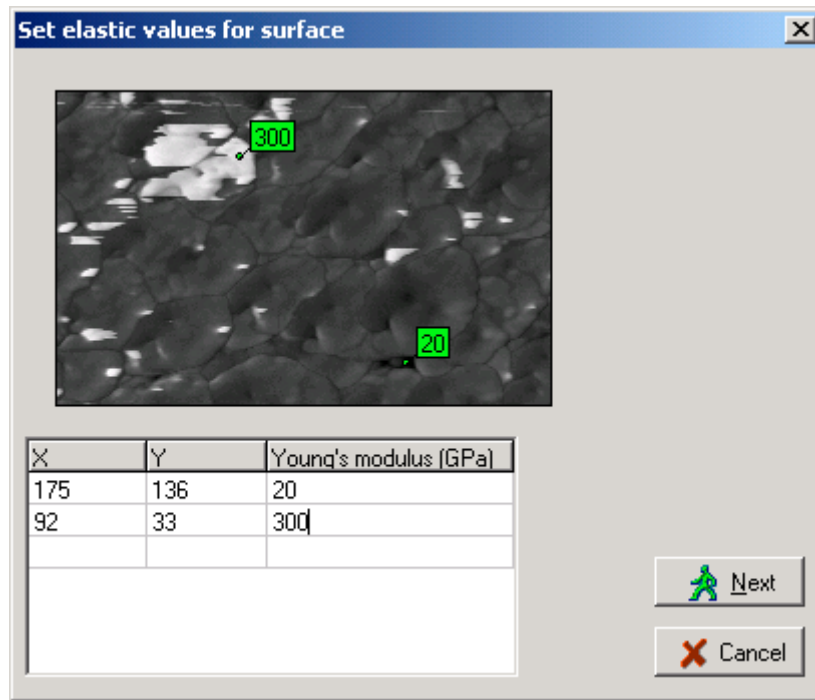 Set elastic values for surface
300
20
X Y Young's modulus (GPa)
175 136 20
92 33 300
Next
Cancel